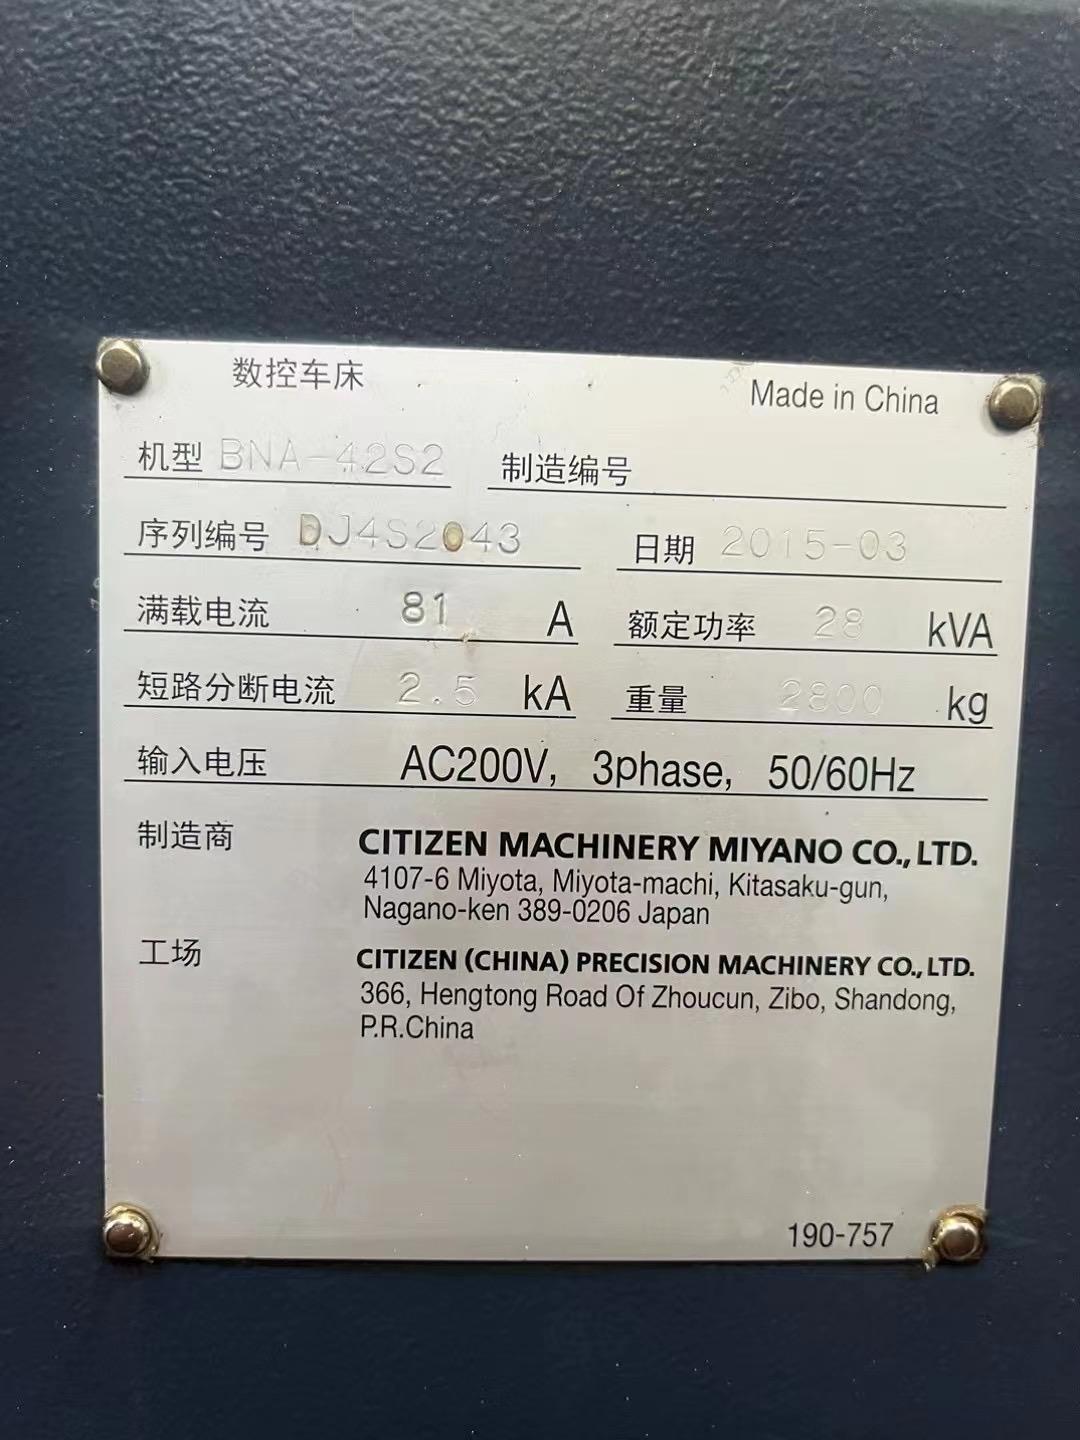 数控车床 Made in China
机型 BNA-42S2 制造编号
序列编号 DJ4S2043 日期 2015-03
满载电流 81 A 额定功率 28 kVA
短路分断电流 2.5 kA 重量 2800 kg
输入电压 AC200V, 3phase, 50/60Hz
制造商 CITIZEN MACHINERY MIYANO CO., LTD.
4107-6 Miyota, Miyota-machi, Kitasaku-gun,
Nagano-ken 389-0206 Japan
工场 CITIZEN (CHINA) PRECISION MACHINERY CO., LTD.
366, Hengtong Road Of Zhoucun, Zibo, Shandong,
P.R.China
190-757